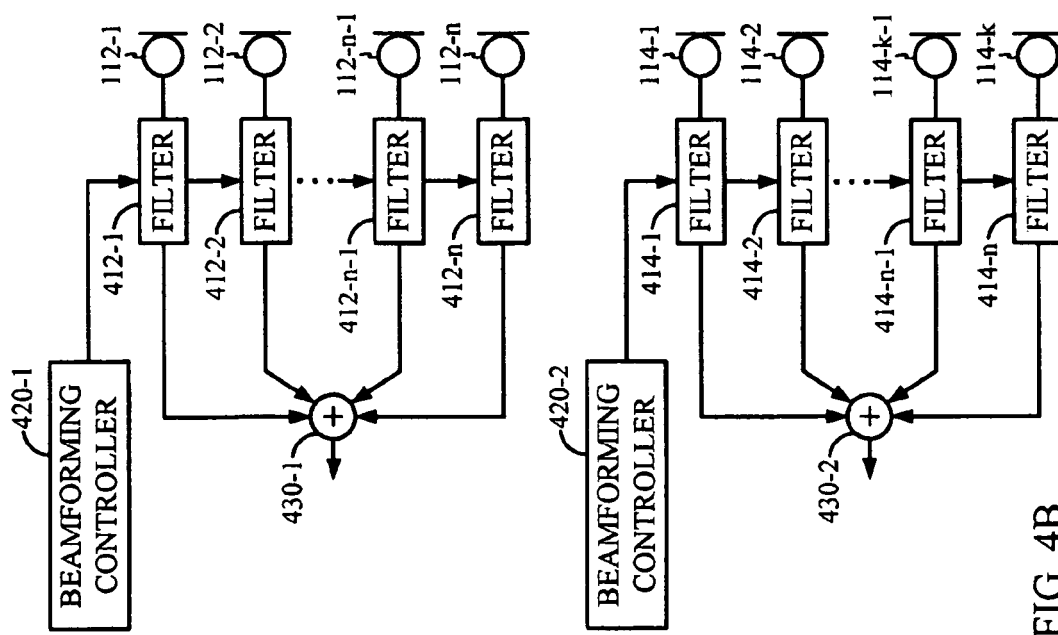 BEAMFORMING
CONTROLLER
420-1
412-1
FILTER
112-1
412-2
FILTER
112-2
412-n-1
FILTER
112-n-1
412-n
FILTER
112-n
+
430-1
BEAMFORMING
CONTROLLER
420-2
414-1
FILTER
114-1
414-2
FILTER
114-2
414-n-1
FILTER
114-k-1
414-n
FILTER
114-k
+
430-2
FIG. 4B